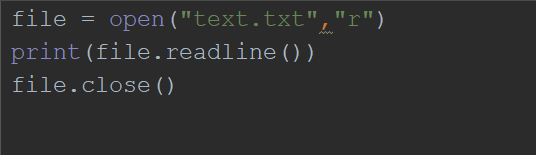 file = open("text.txt","r")
print(file.readline())
file.close()